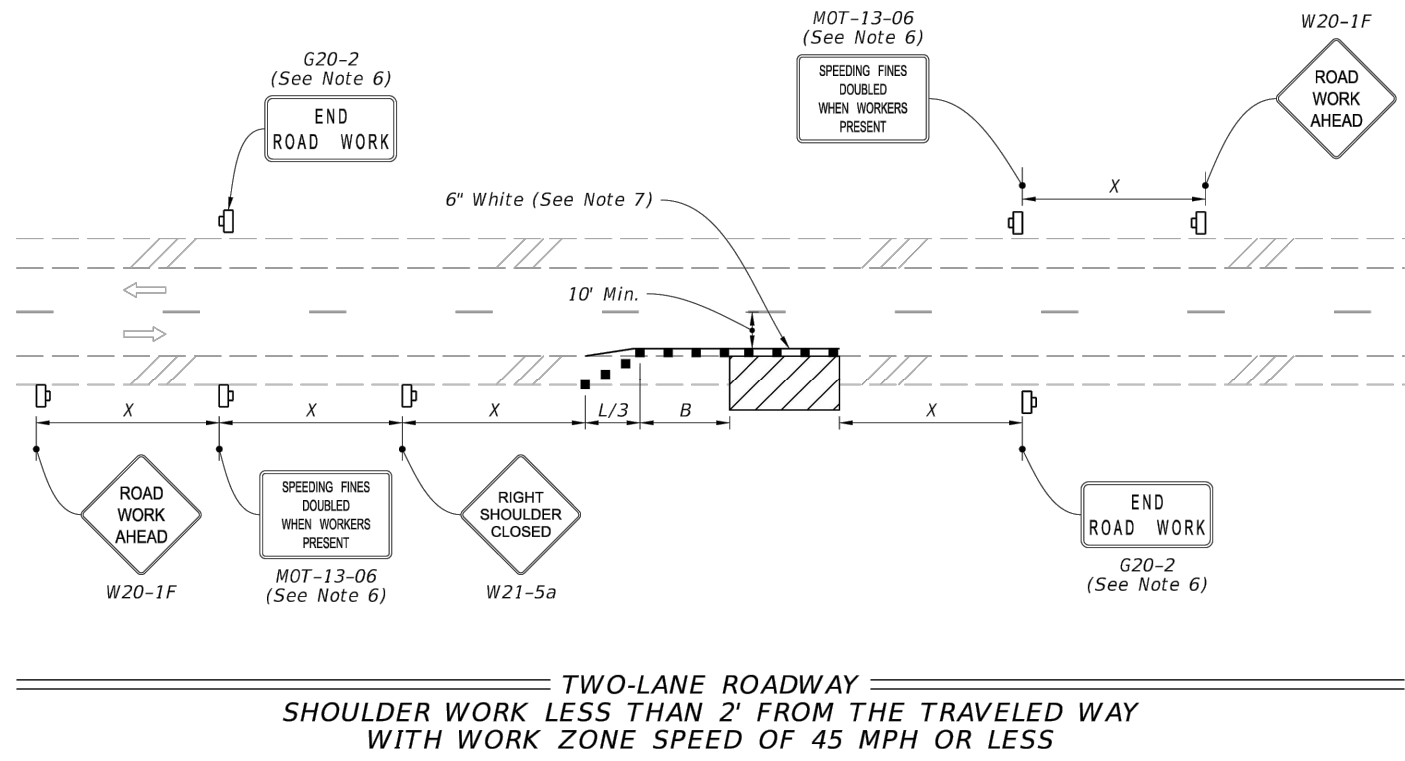 MOT-13-06
(See Note 6)
W20-1F
G20-2
(See Note 6)
SPEEDING FINES
DOUBLED
WHEN WORKERS
PRESENT
ROAD
WORK
AHEAD
END
ROAD WORK
X
6" White (See Note 7)
10' Min.
X
X
X
L/3
B
X
ROAD
WORK
AHEAD
W20-1F
SPEEDING FINES
DOUBLED
WHEN WORKERS
PRESENT
MOT-13-06
(See Note 6)
RIGHT
SHOULDER
CLOSED
W21-5a
END
ROAD WORK
G20-2
(See Note 6)
TWO-LANE ROADWAY
SHOULDER WORK LESS THAN 2' FROM THE TRAVELED WAY
WITH WORK ZONE SPEED OF 45 MPH OR LESS